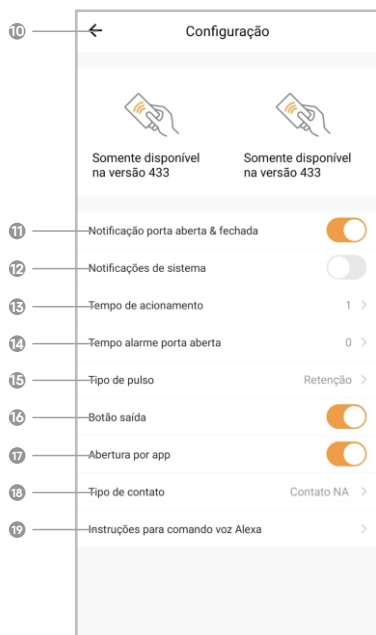 10 Configuração
Somente disponível
na versão 433
Somente disponível
na versão 433
11 Notificação porta aberta & fechada
12 Notificações de sistema
13 Tempo de acionamento 1
14 Tempo alarme porta aberta 0
15 Tipo de pulso Retenção
16 Botão saída
17 Abertura por app
18 Tipo de contato Contato NA
19 Instruções para comando voz Alexa